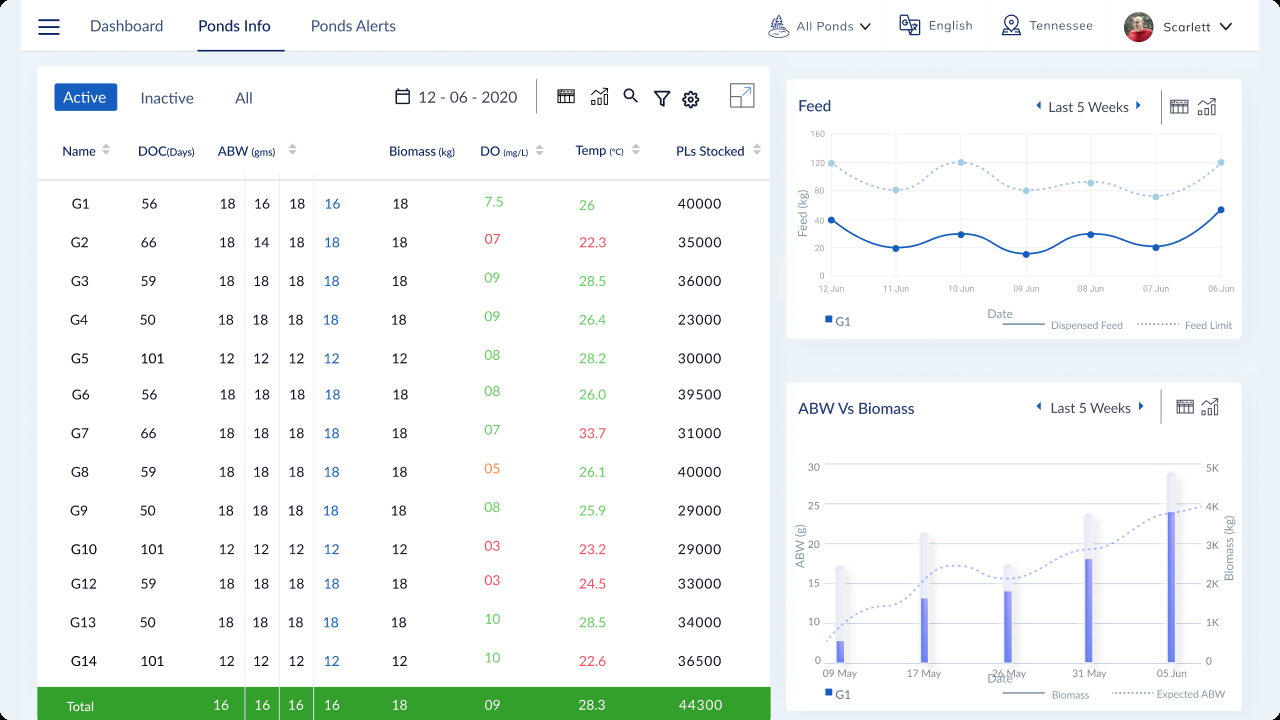 Dashboard Ponds Info Ponds Alerts All Ponds English Tennessee Scarlett
Active Inactive All 12 - 06 - 2020
Name DOC(Days) ABW (gms) Biomass (kg) DO (mg/L) Temp (°C) PLs Stocked
G1 56 18 16 18 16 18 7.5 26 40000
G2 66 18 14 18 18 18 07 22.3 35000
G3 59 18 18 18 18 18 09 28.5 36000
G4 50 18 18 18 18 18 09 26.4 23000
G5 101 12 12 12 12 12 08 28.2 30000
G6 56 18 18 18 18 18 08 26.0 39500
G7 66 18 18 18 18 18 07 33.7 31000
G8 59 18 18 18 18 18 05 26.1 40000
G9 50 18 18 18 18 18 08 25.9 29000
G10 101 12 12 12 12 12 03 23.2 29000
G12 59 18 18 18 18 18 03 24.5 33000
G13 50 18 18 18 18 18 10 28.5 34000
G14 101 12 12 12 12 12 10 22.6 36500
Total 16 16 16 16 18 09 28.3 44300
Feed Last 5 Weeks
160
120
80
40
20
0
Feed (kg)
12 Jun 11 Jun 10 Jun 09 Jun 08 Jun 07 Jun 06 Jun
Date
G1 Dispensed Feed Feed Limit
ABW Vs Biomass Last 5 Weeks
30 5K
25 4K
20 3K
15 2K
10 1K
0 0
ABW (g)
Biomass (kg)
09 May 17 May 26 May 31 May 05 Jun
Date
G1 Biomass Expected ABW